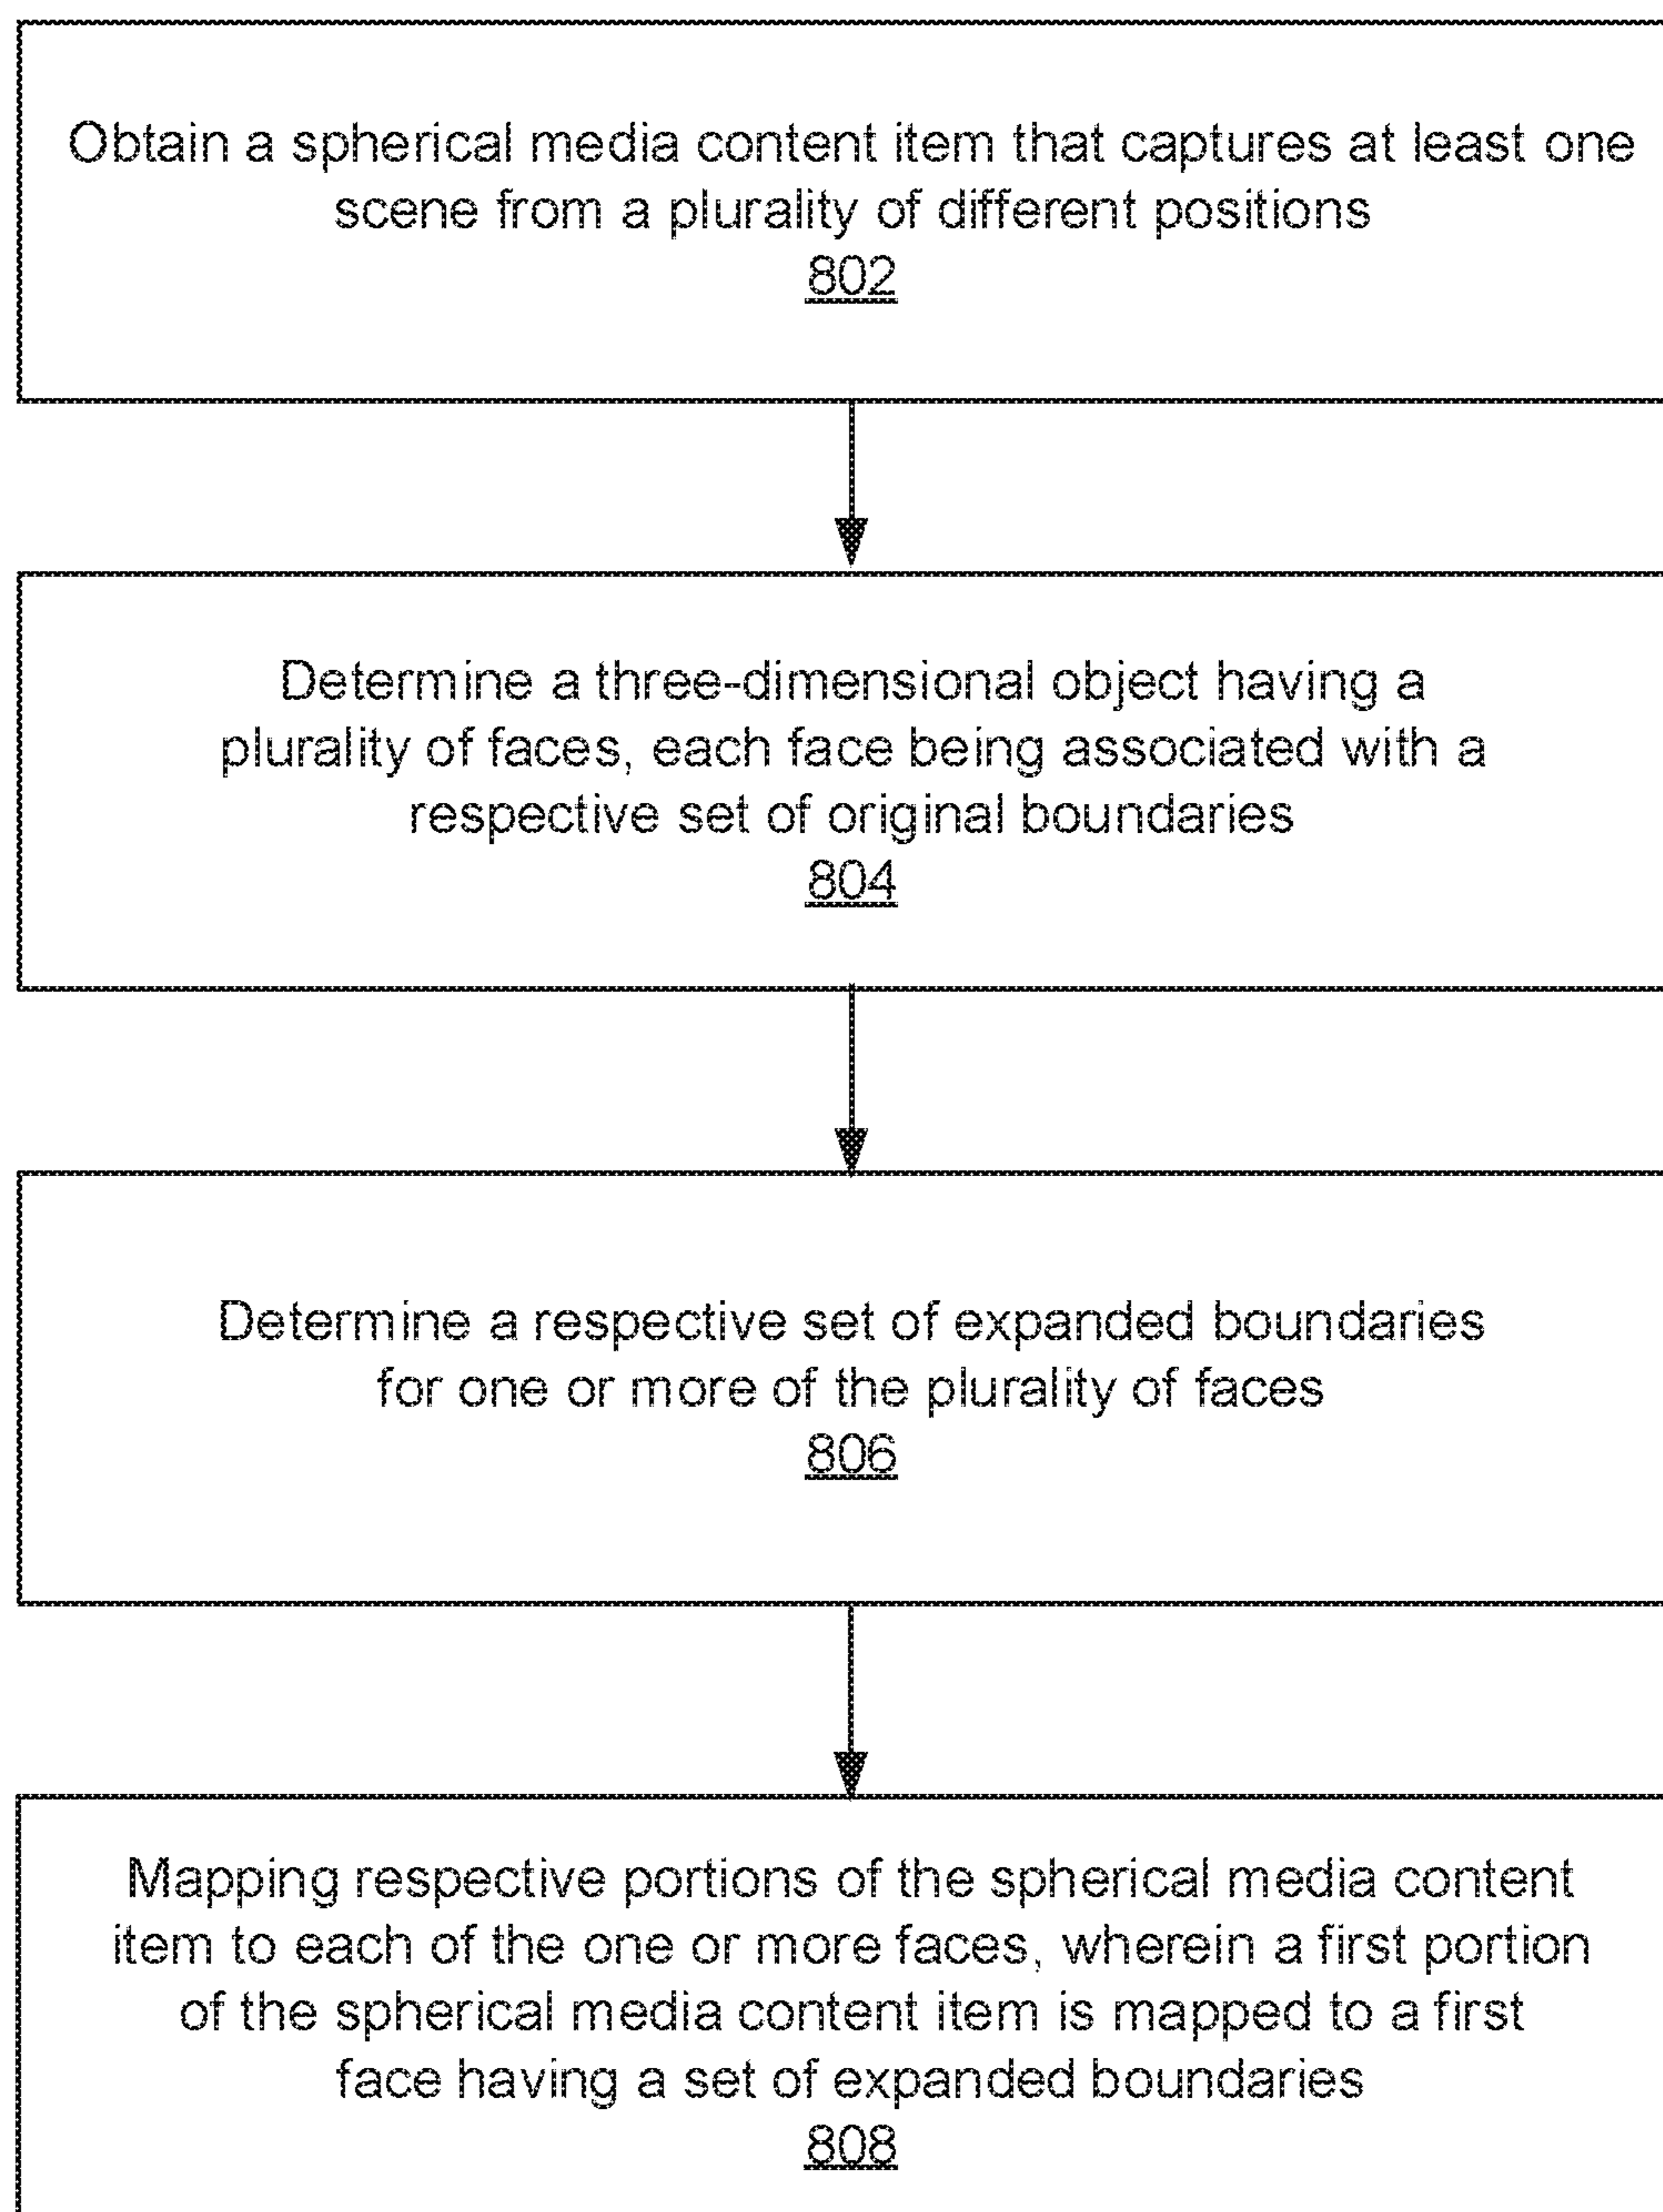 Obtain a spherical media content item that captures at least one
scene from a plurality of different positions
802
Determine a three-dimensional object having a
plurality of faces, each face being associated with a
respective set of original boundaries
804
Determine a respective set of expanded boundaries
for one or more of the plurality of faces
806
Mapping respective portions of the spherical media content
item to each of the one or more faces, wherein a first portion
of the spherical media content item is mapped to a first
face having a set of expanded boundaries
808